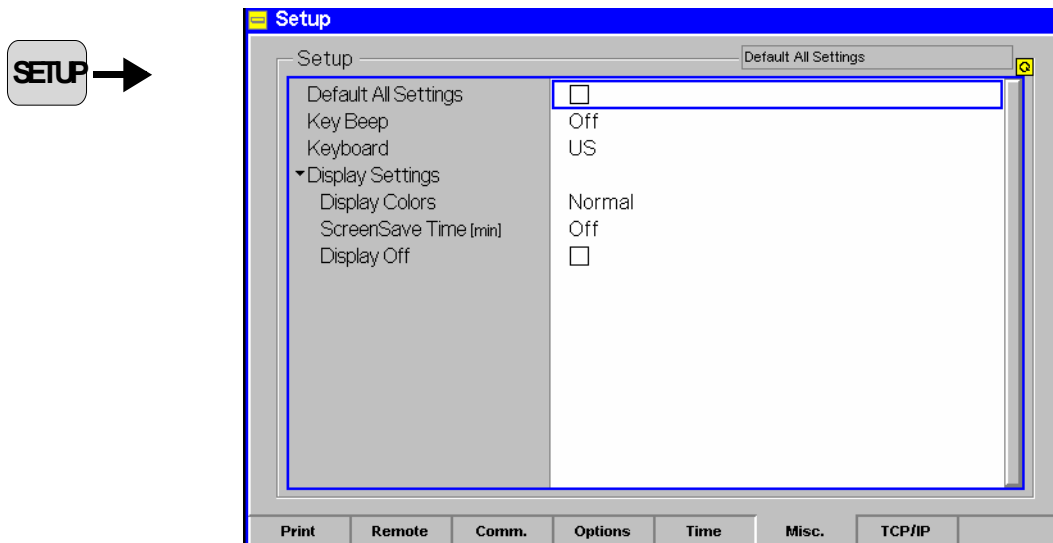 SETUP
Setup
Setup
Default All Settings
Default All Settings
Key Beep Off
Keyboard US
Display Settings
Display Colors Normal
ScreenSave Time [min] Off
Display Off
Print Remote Comm. Options Time Misc. TCP/IP